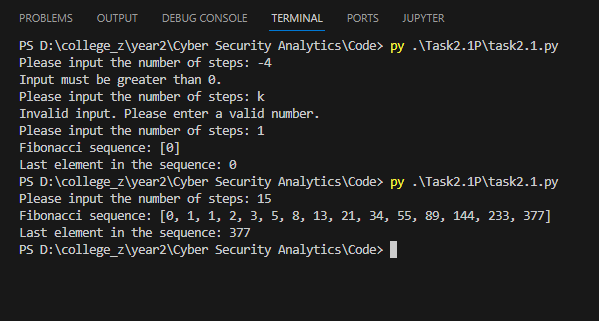 PROBLEMS OUTPUT DEBUG CONSOLE TERMINAL PORTS JUPYTER
PS D:\college_z\year2\Cyber Security Analytics\Code> py .\Task2.1P\task2.1.py
Please input the number of steps: -4
Input must be greater than 0.
Please input the number of steps: k
Invalid input. Please enter a valid number.
Please input the number of steps: 1
Fibonacci sequence: [0]
Last element in the sequence: 0
PS D:\college_z\year2\Cyber Security Analytics\Code> py .\Task2.1P\task2.1.py
Please input the number of steps: 15
Fibonacci sequence: [0, 1, 1, 2, 3, 5, 8, 13, 21, 34, 55, 89, 144, 233, 377]
Last element in the sequence: 377
PS D:\college_z\year2\Cyber Security Analytics\Code>